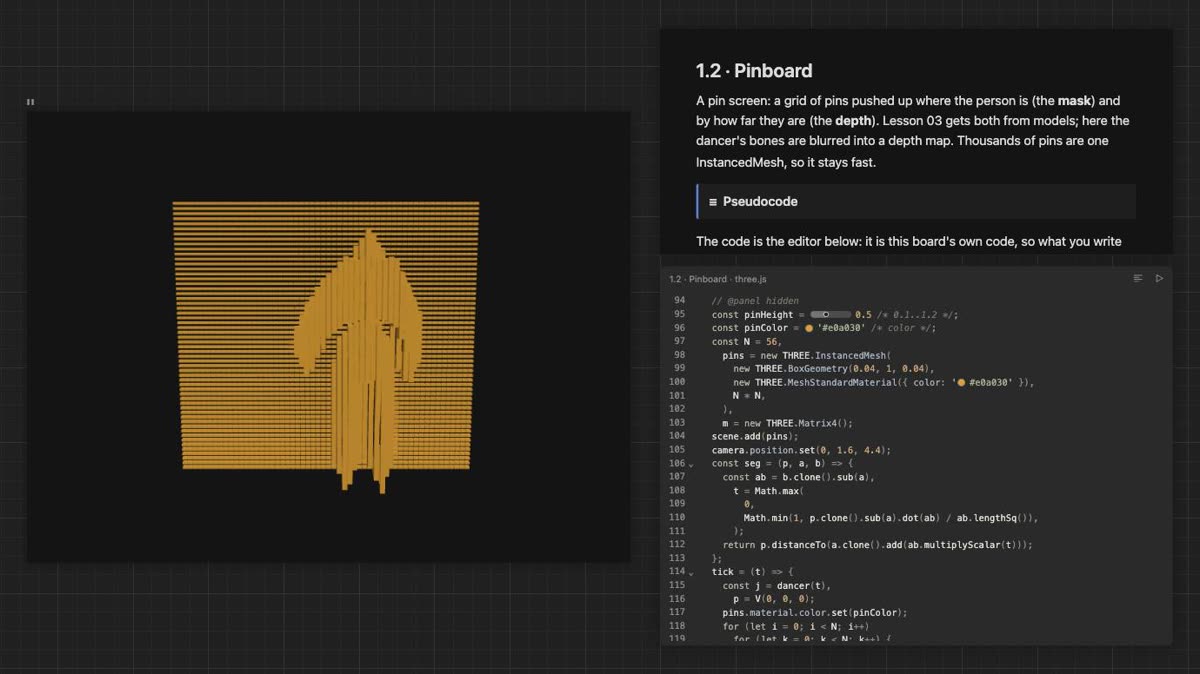 1.2 · Pinboard
A pin screen: a grid of pins pushed up where the person is (the mask) and
by how far they are (the depth). Lesson 03 gets both from models; here the
dancer's bones are blurred into a depth map. Thousands of pins are one
InstancedMesh, so it stays fast.
≡ Pseudocode
The code is the editor below: it is this board's own code, so what you write
1.2 · Pinboard · three.js
94 // @panel hidden
95 const pinHeight = 0.5 /* 0.1..1.2 */;
96 const pinColor = '#e0a030' /* color */;
97 const N = 56,
98 pins = new THREE.InstancedMesh(
99 new THREE.BoxGeometry(0.04, 1, 0.04),
100 new THREE.MeshStandardMaterial({ color: '#e0a030' }),
101 N * N,
102 ),
103 m = new THREE.Matrix4();
104 scene.add(pins);
105 camera.position.set(0, 1.6, 4.4);
106 const seg = (p, a, b) => {
107 const ab = b.clone().sub(a),
108 t = Math.max(
109 0,
110 Math.min(1, p.clone().sub(a).dot(ab) / ab.lengthSq()),
111 );
112 return p.distanceTo(a.clone().add(ab.multiplyScalar(t)));
113 };
114 tick = (t) => {
115 const j = dancer(t),
116 p = V(0, 0, 0);
117 pins.material.color.set(pinColor);
118 for (let i = 0; i < N; i++)
119 for (let k = 0; k < N; k++) {